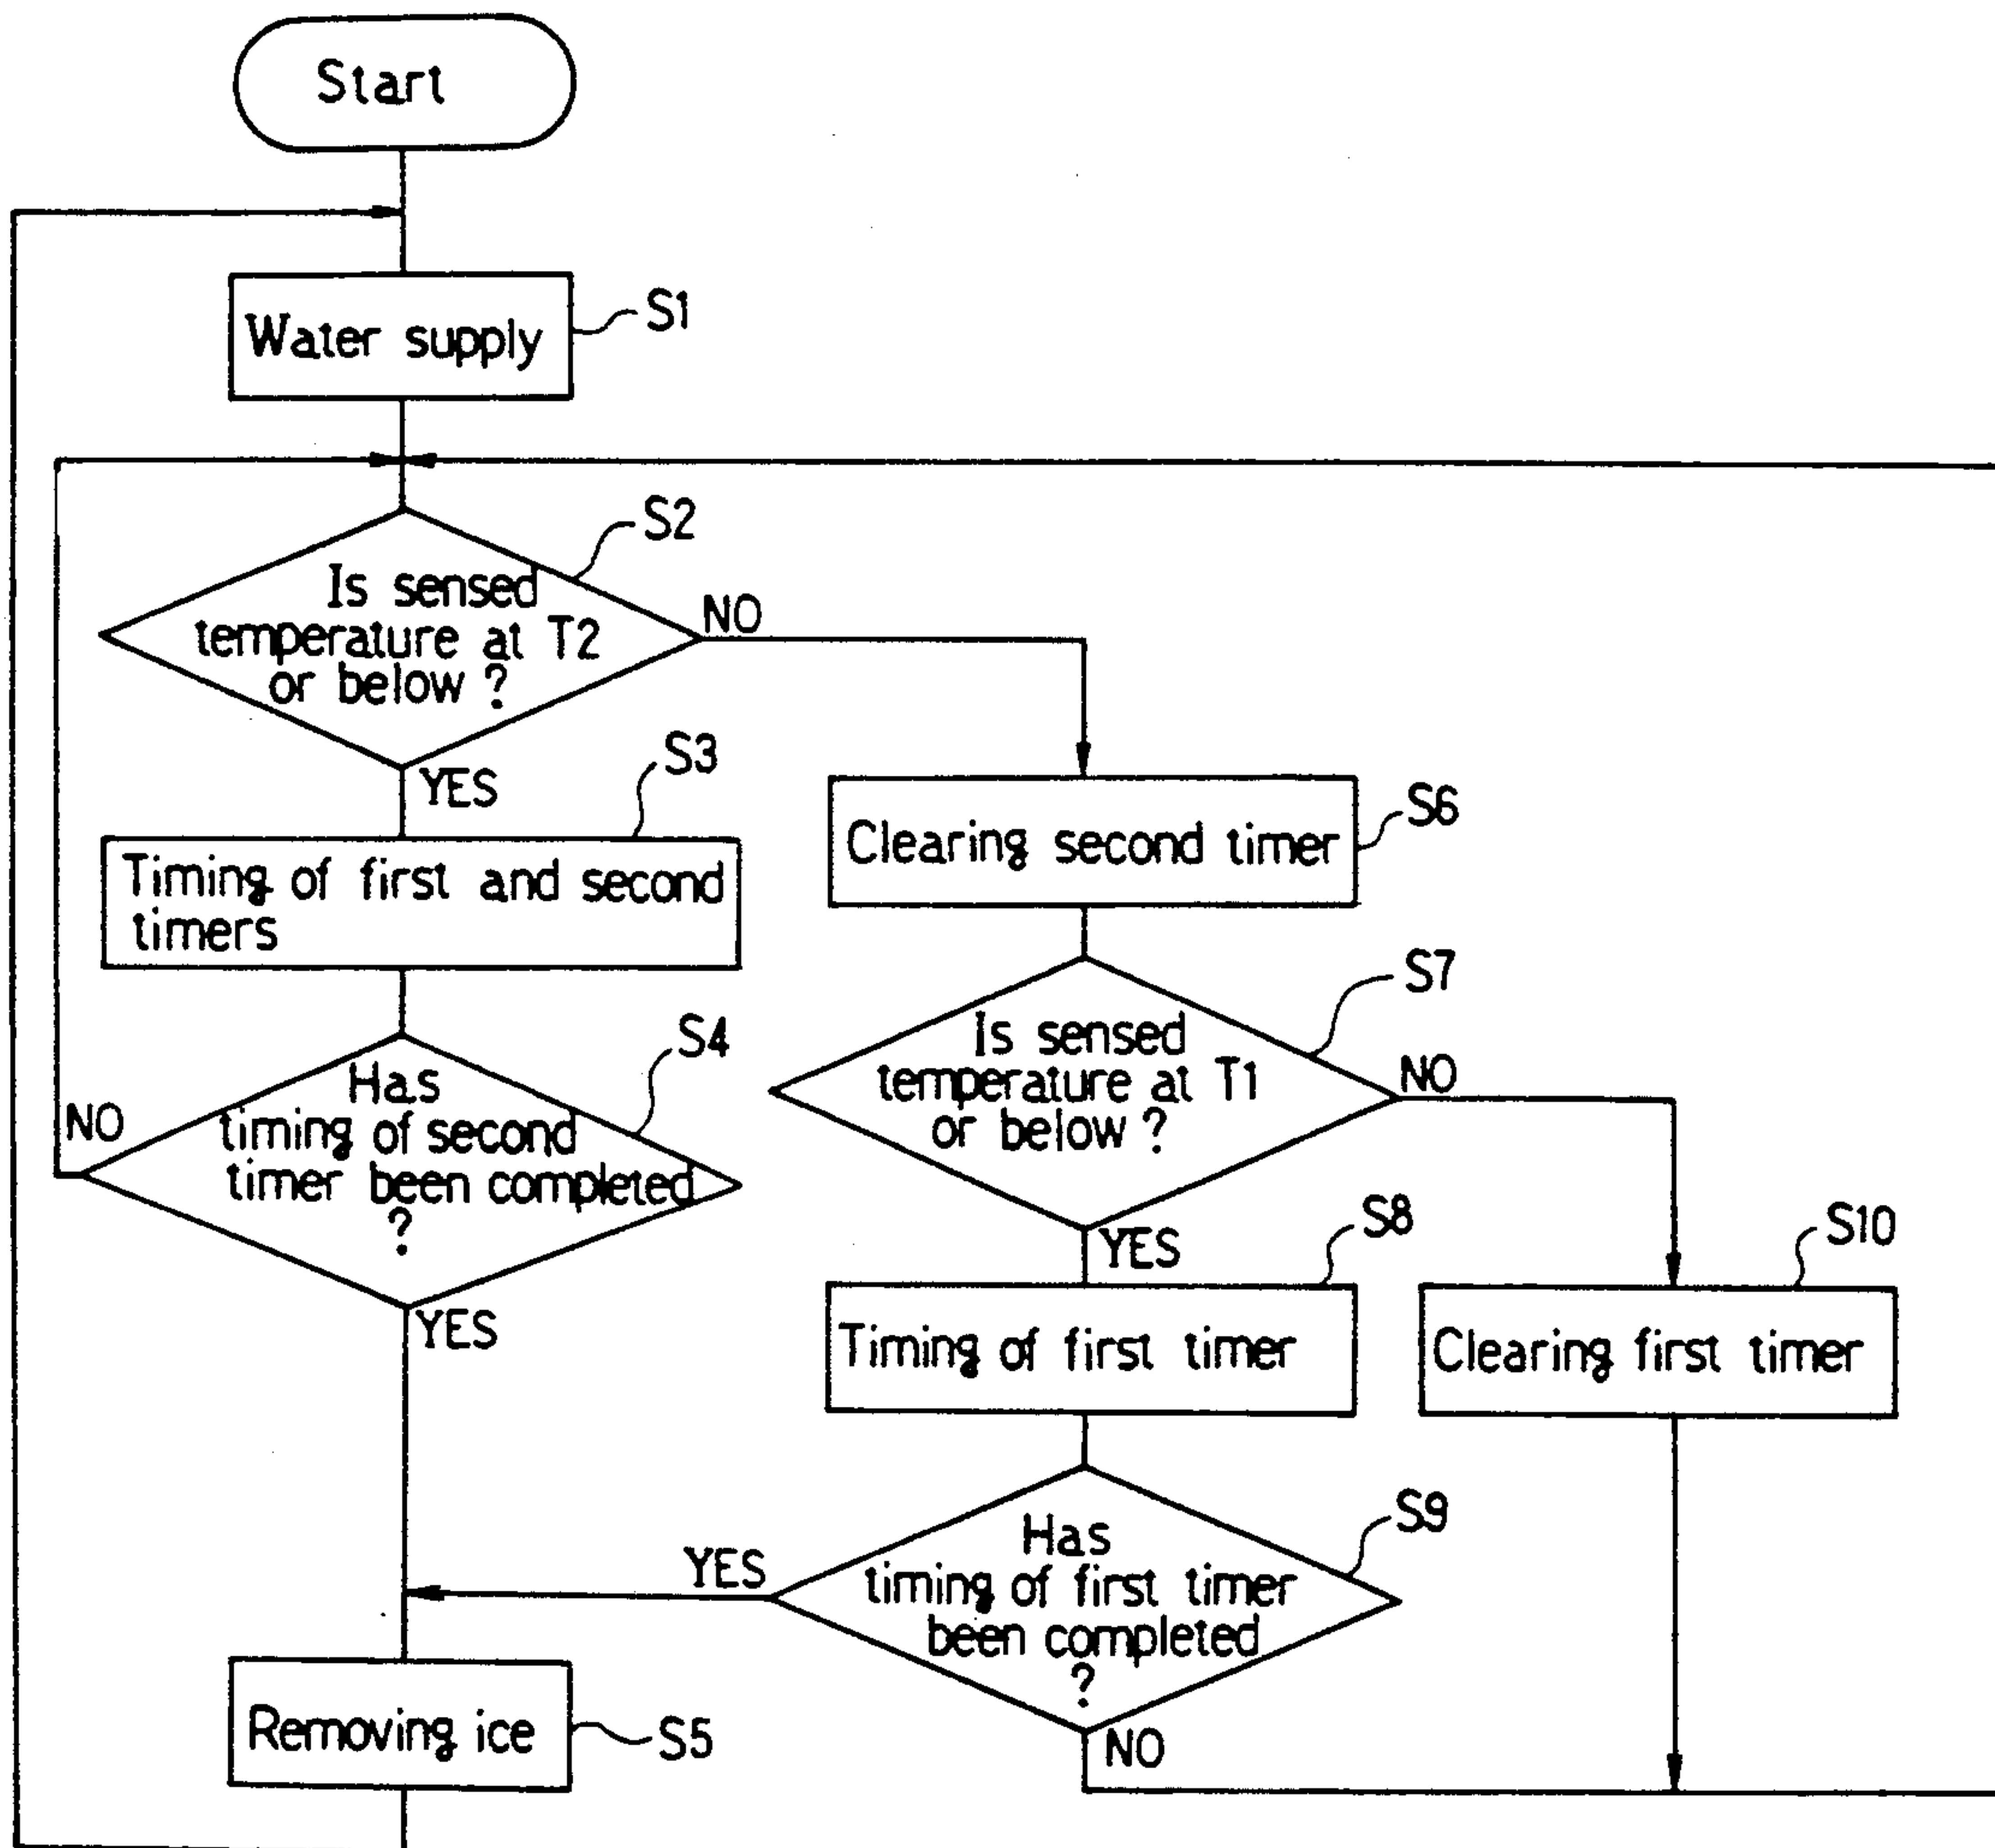 Start
Water supply
S1
S2
Is sensed
temperature at T2
or below ?
NO
YES
S3
Timing of first and second
timers
S4
Has
timing of second
timer been completed
?
NO
YES
Removing ice
S5
Clearing second timer
S6
S7
Is sensed
temperature at T1
or below ?
NO
YES
S8
Timing of first timer
S10
Clearing first timer
S9
Has
timing of first timer
been completed
?
YES
NO